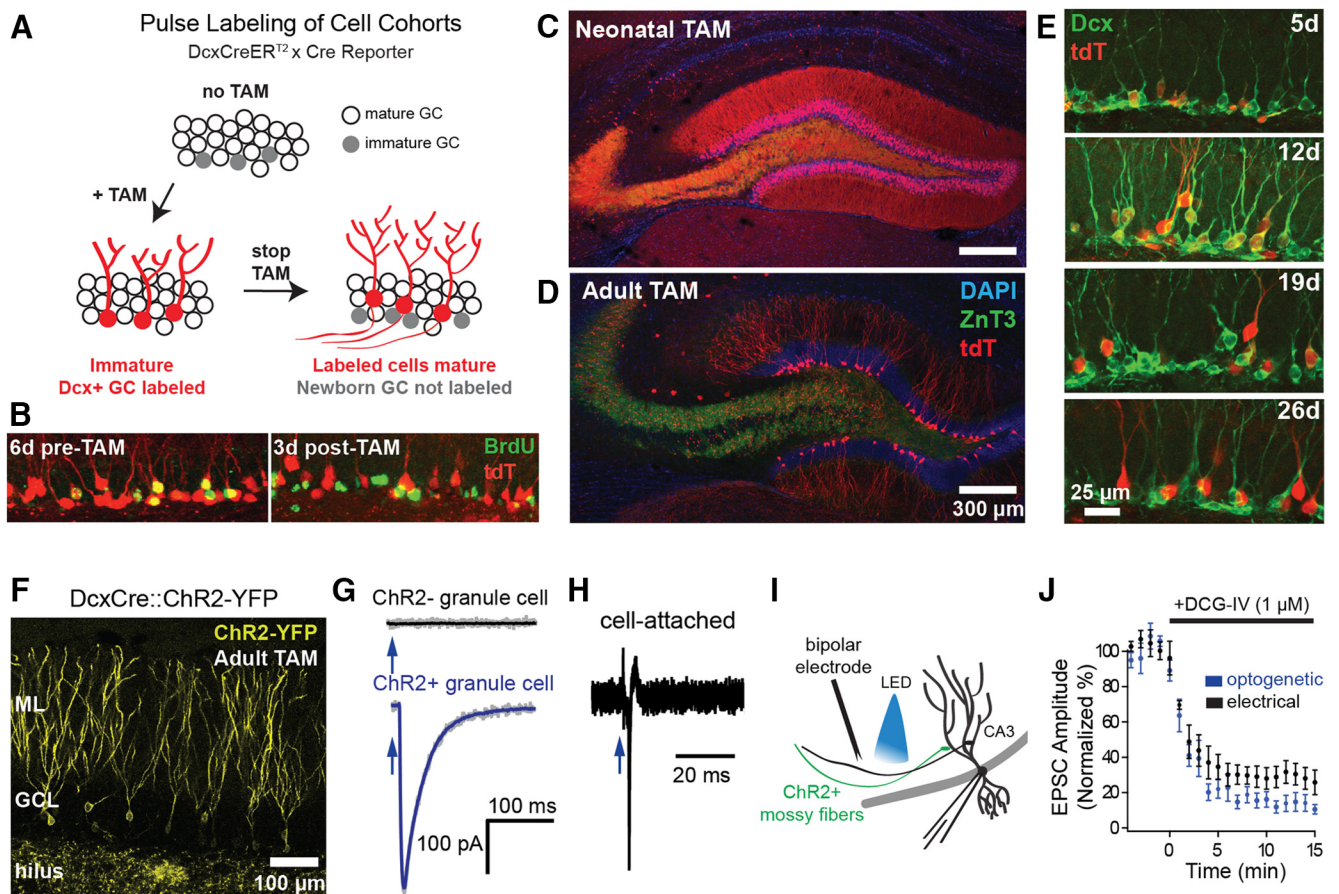 A
Pulse Labeling of Cell Cohorts
DcxCreERT2 x Cre Reporter
no TAM
mature GC
immature GC
+ TAM
stop
TAM
Immature
Dcx+ GC labeled
Labeled cells mature
Newborn GC not labeled
B
6d pre-TAM
3d post-TAM
BrdU
tdT
C
Neonatal TAM
D
Adult TAM
DAPI
ZnT3
tdT
300 µm
E
Dcx
tdT
5d
12d
19d
26d
25 µm
F
DcxCre::ChR2-YFP
ChR2-YFP
Adult TAM
ML
GCL
hilus
100 µm
G
ChR2- granule cell
ChR2+ granule cell
100 ms
100 pA
H
cell-attached
20 ms
I
bipolar
electrode
LED
CA3
ChR2+
mossy fibers
J
+DCG-IV (1 µM)
optogenetic
electrical
EPSC Amplitude
(Normalized %)
100
80
60
40
20
0
0
5
10
15
Time (min)